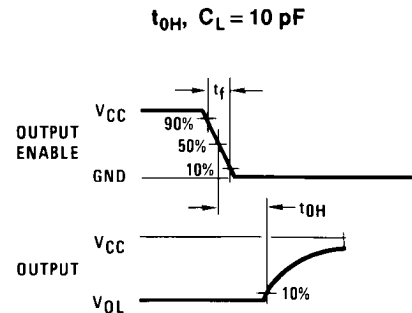 t0H, CL = 10 pF
tf
VCC
90%
OUTPUT
ENABLE
50%
10%
GND
t0H
VCC
OUTPUT
10%
VOL